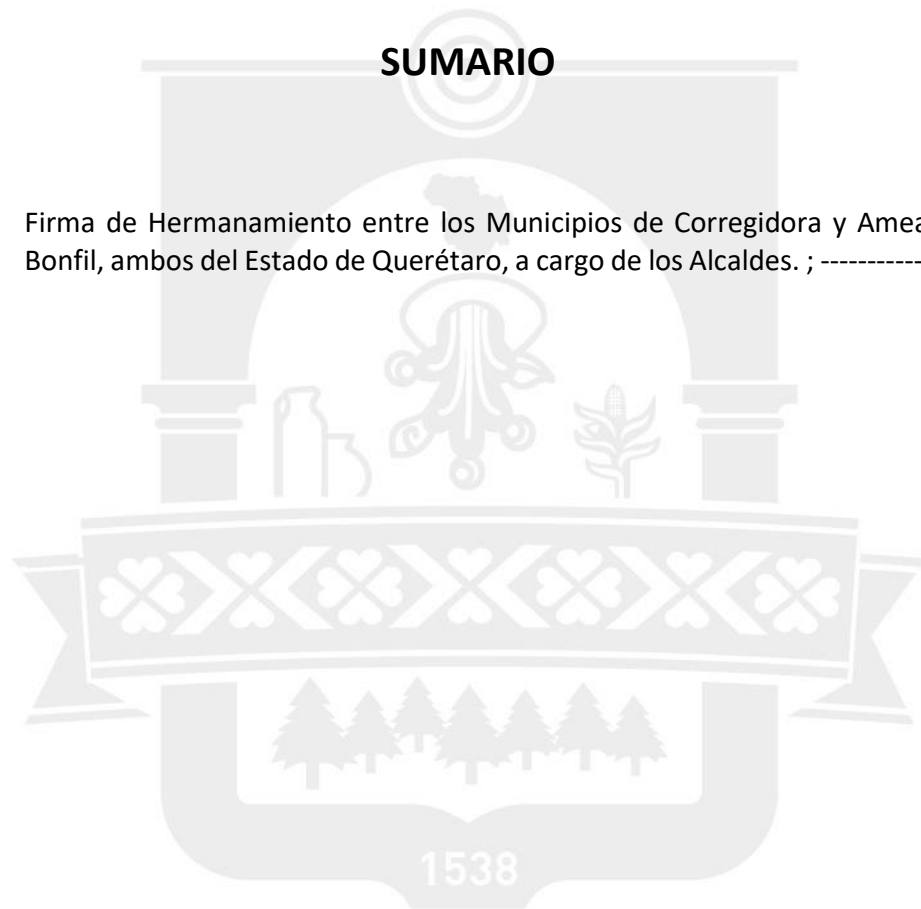 SUMARIO
Firma de Hermanamiento entre los Municipios de Corregidora y
Bonfil, ambos del Estado de Querétaro, a cargo de los Alcaldes. ; -----------
1538